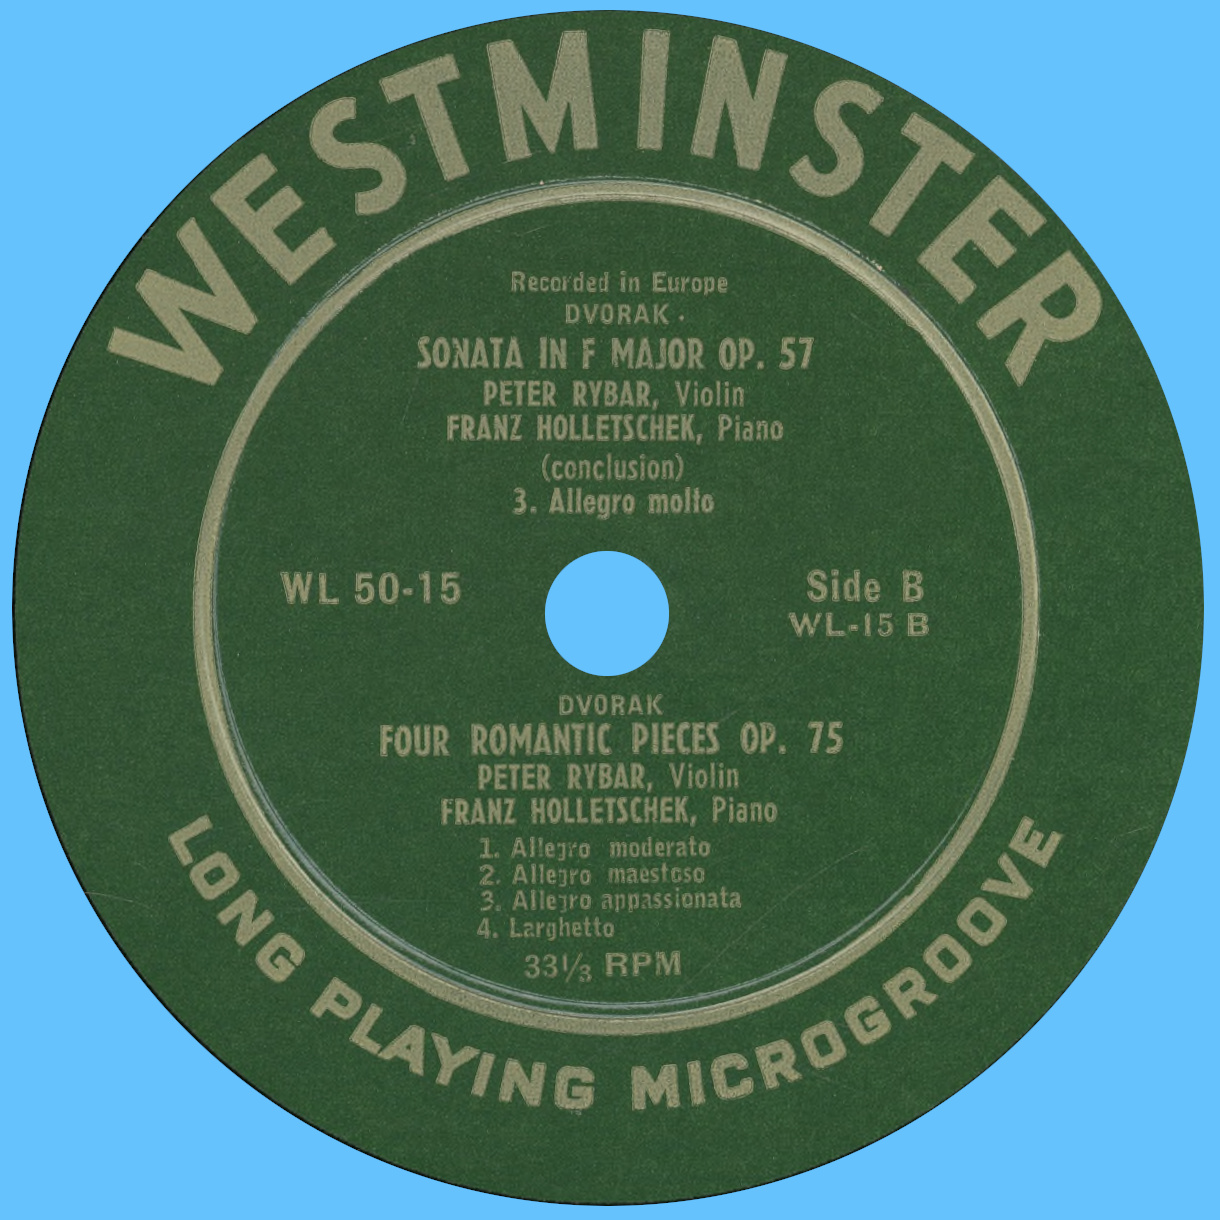 WESTMINSTER
Recorded in Europe
DVORAK
SONATA IN F MAJOR OP. 57
PETER RYBAR, Violin
FRANZ HOLLETSCHEK, Piano
(conclusion)
3. Allegro molto
WL 50-15
Side B
WL-15 B
DVORAK
FOUR ROMANTIC PIECES OP. 75
PETER RYBAR, Violin
FRANZ HOLLETSCHEK, Piano
1. Allegro moderato
2. Allegro maestoso
3. Allegro appassionata
4. Larghetto
33⅓ RPM
LONG PLAYING MICROGROOVE